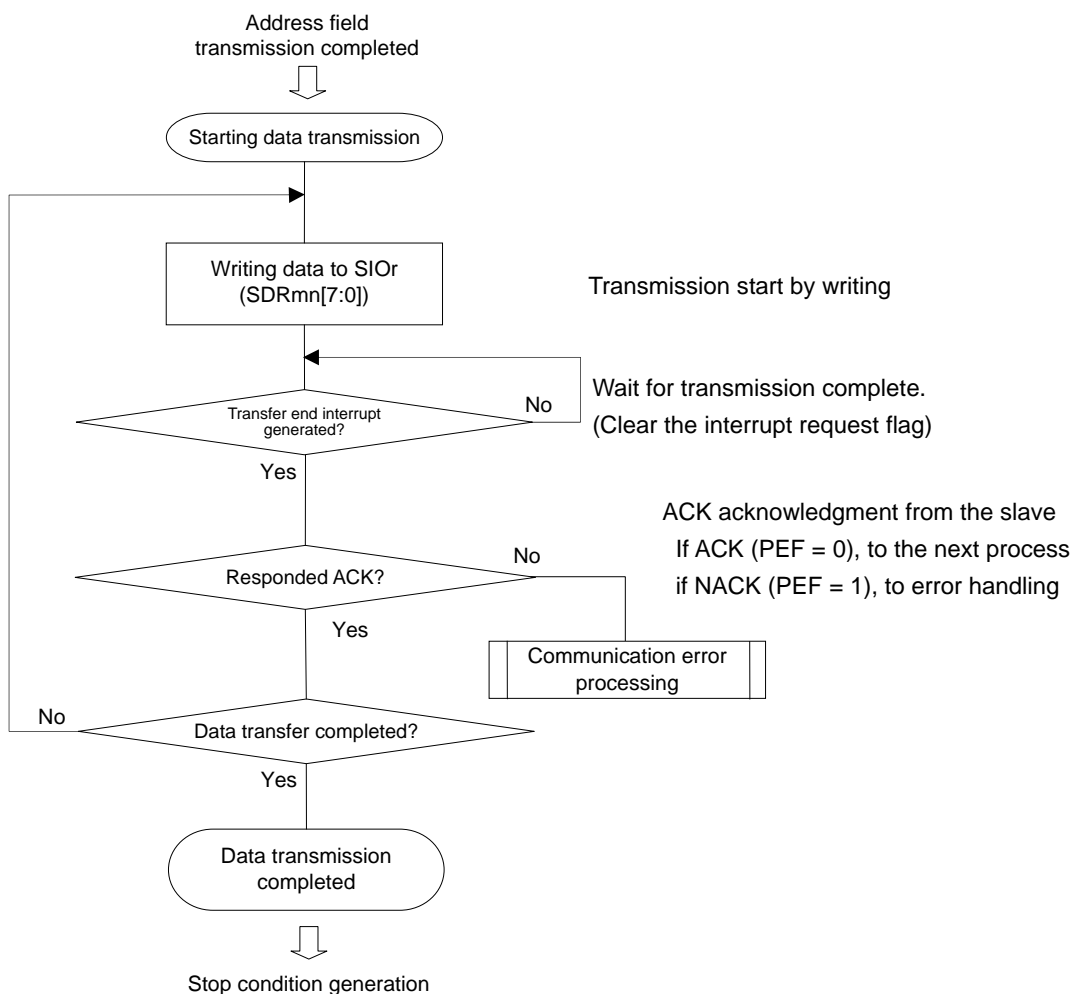 Address field
transmission completed
Starting data transmission
Writing data to SIOr
(SDRmn[7:0])
Transmission start by writing
Wait for transmission complete.
(Clear the interrupt request flag)
Transfer end interrupt
generated?
No
Yes
ACK acknowledgment from the slave
If ACK (PEF = 0), to the next process
if NACK (PEF = 1), to error handling
Responded ACK?
No
Yes
Communication error
processing
Data transfer completed?
No
Yes
Data transmission
completed
Stop condition generation